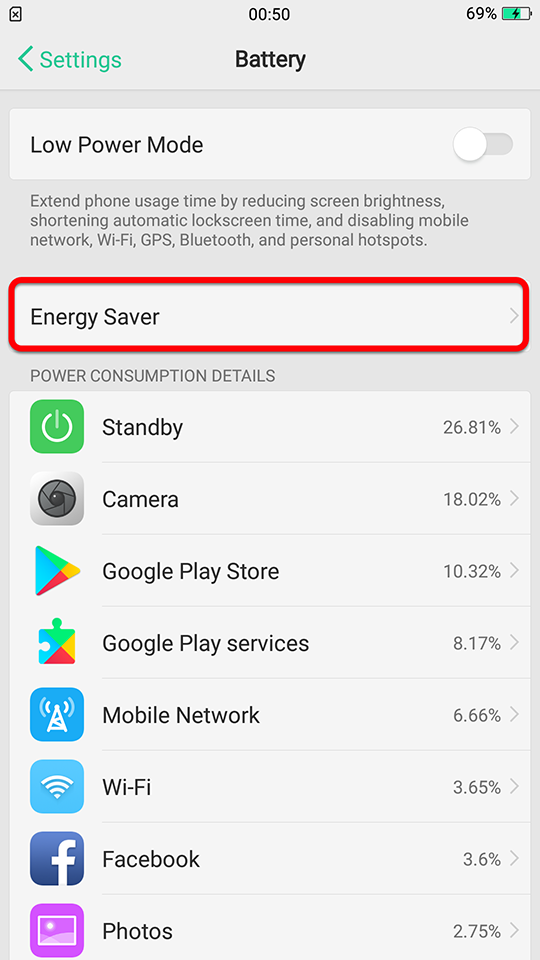 00:50 69%
Settings Battery
Low Power Mode
Extend phone usage time by reducing screen brightness,
shortening automatic lockscreen time, and disabling mobile
network, Wi-Fi, GPS, Bluetooth, and personal hotspots.
Energy Saver
POWER CONSUMPTION DETAILS
Standby 26.81%
Camera 18.02%
Google Play Store 10.32%
Google Play services 8.17%
Mobile Network 6.66%
Wi-Fi 3.65%
Facebook 3.6%
Photos 2.75%